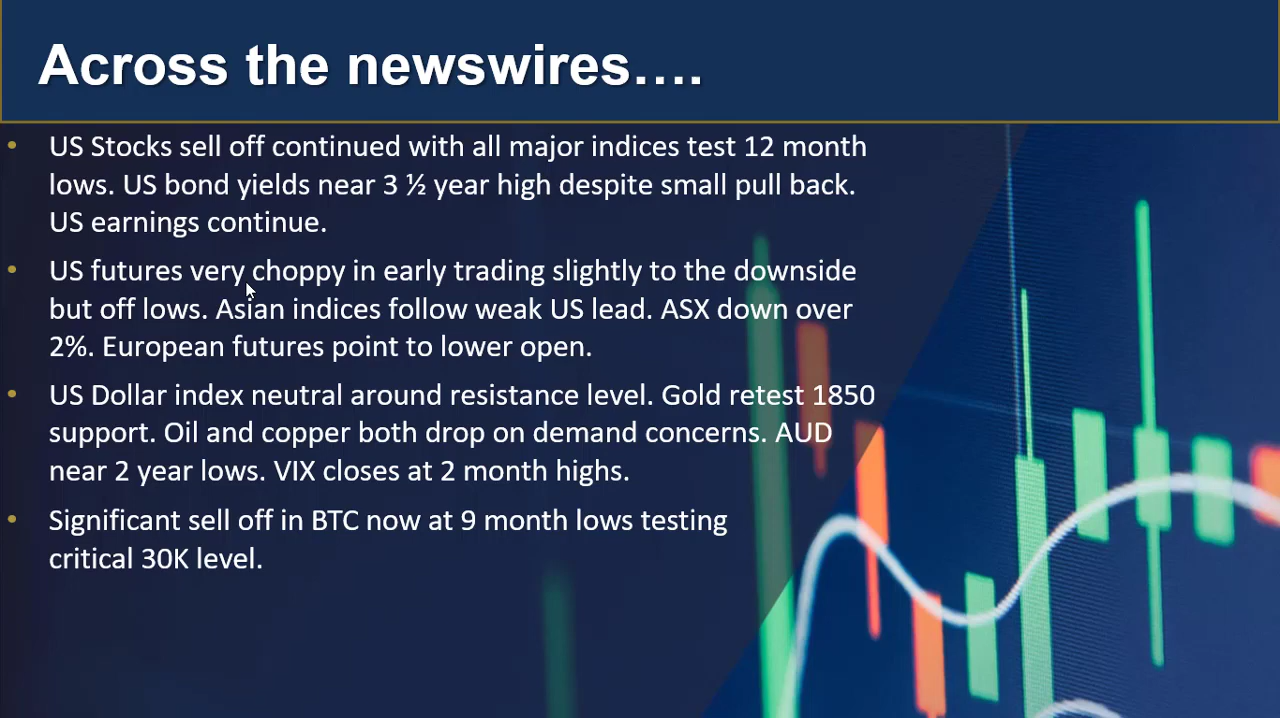 Across the newswires….
• US Stocks sell off continued with all major indices test 12 month
lows. US bond yields near 3 ½ year high despite small pull back.
US earnings continue.
• US futures very choppy in early trading slightly to the downside
but off lows. Asian indices follow weak US lead. ASX down over
2%. European futures point to lower open.
• US Dollar index neutral around resistance level. Gold retest 1850
support. Oil and copper both drop on demand concerns. AUD
near 2 year lows. VIX closes at 2 month highs.
• Significant sell off in BTC now at 9 month lows testing
critical 30K level.